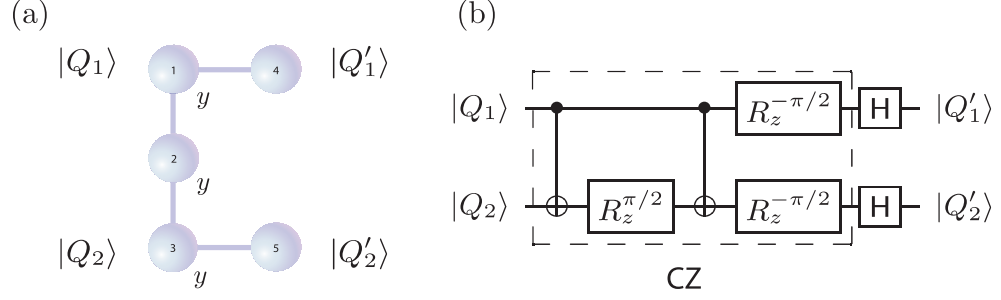 (a)
|Q₁⟩ 1 4 |Q′₁⟩
y
2
y
|Q₂⟩ 3 5 |Q′₂⟩
y
(b)
|Q₁⟩ R_z^{-π/2} H |Q′₁⟩
|Q₂⟩ R_z^{π/2} R_z^{-π/2} H |Q′₂⟩
CZ